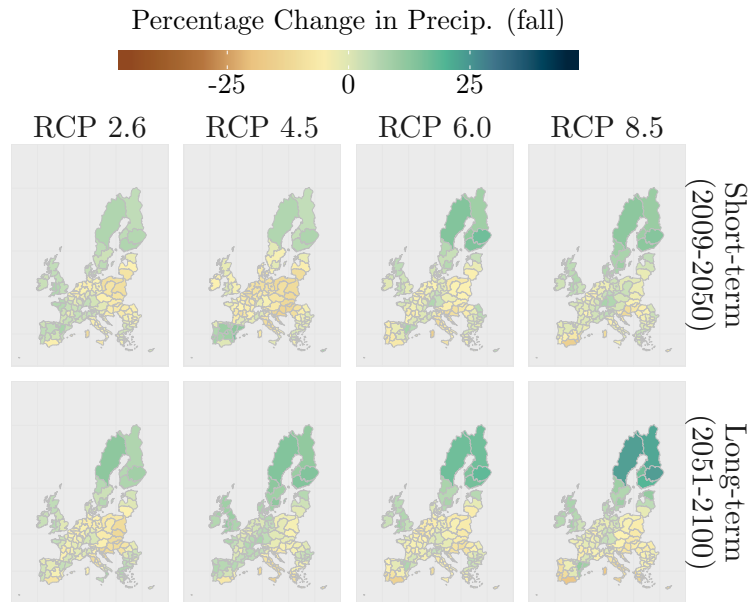 Percentage Change in Precip. (fall)
-25 0 25
RCP 2.6 RCP 4.5 RCP 6.0 RCP 8.5
Short-term
(2009-2050)
Long-term
(2051-2100)